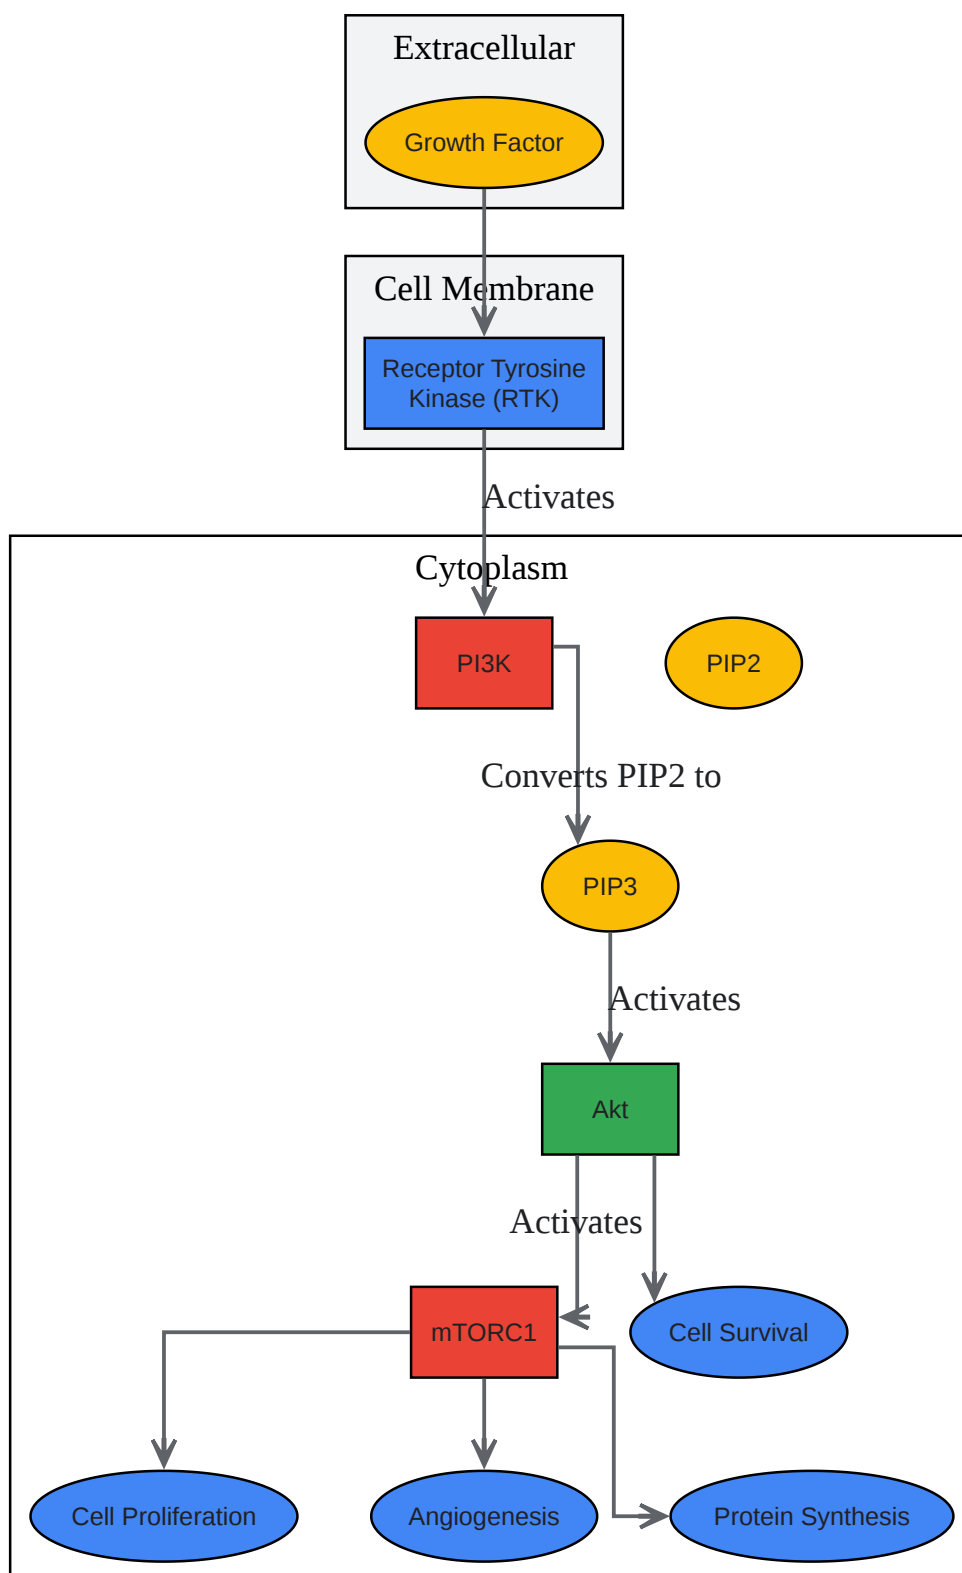 Extracellular
Growth Factor
Cell Membrane
Receptor Tyrosine
Kinase (RTK)
Activates
Cytoplasm
PI3K
PIP2
Converts PIP2 to
PIP3
Activates
Akt
Activates
mTORC1
Cell Survival
Cell Proliferation
Angiogenesis
Protein Synthesis